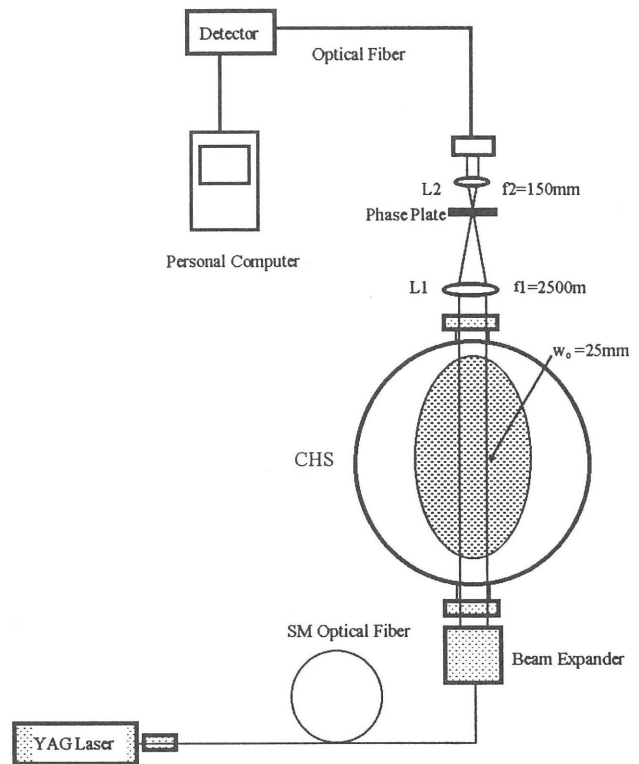 Detector
Optical Fiber
L2
f2=150mm
Phase Plate
Personal Computer
L1
f1=2500m
w₀ =25mm
CHS
SM Optical Fiber
Beam Expander
YAG Laser